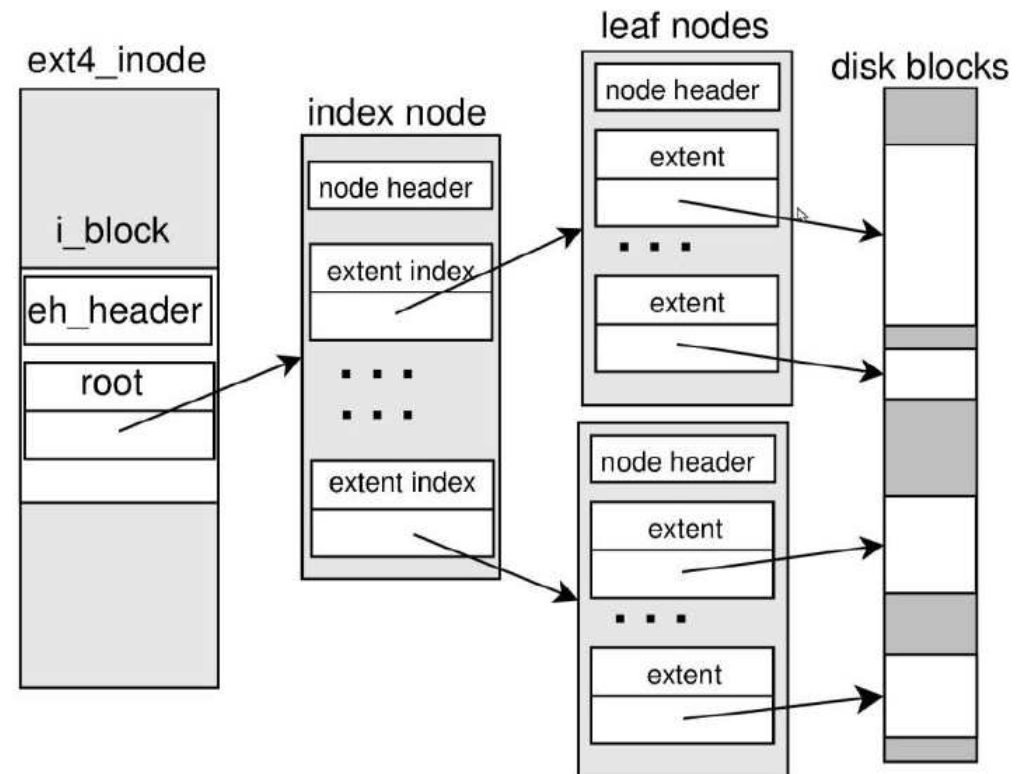 ext4_inode
i_block
eh_header
root
index node
node header
extent index
extent index
leaf nodes
node header
extent
extent
node header
extent
extent
disk blocks